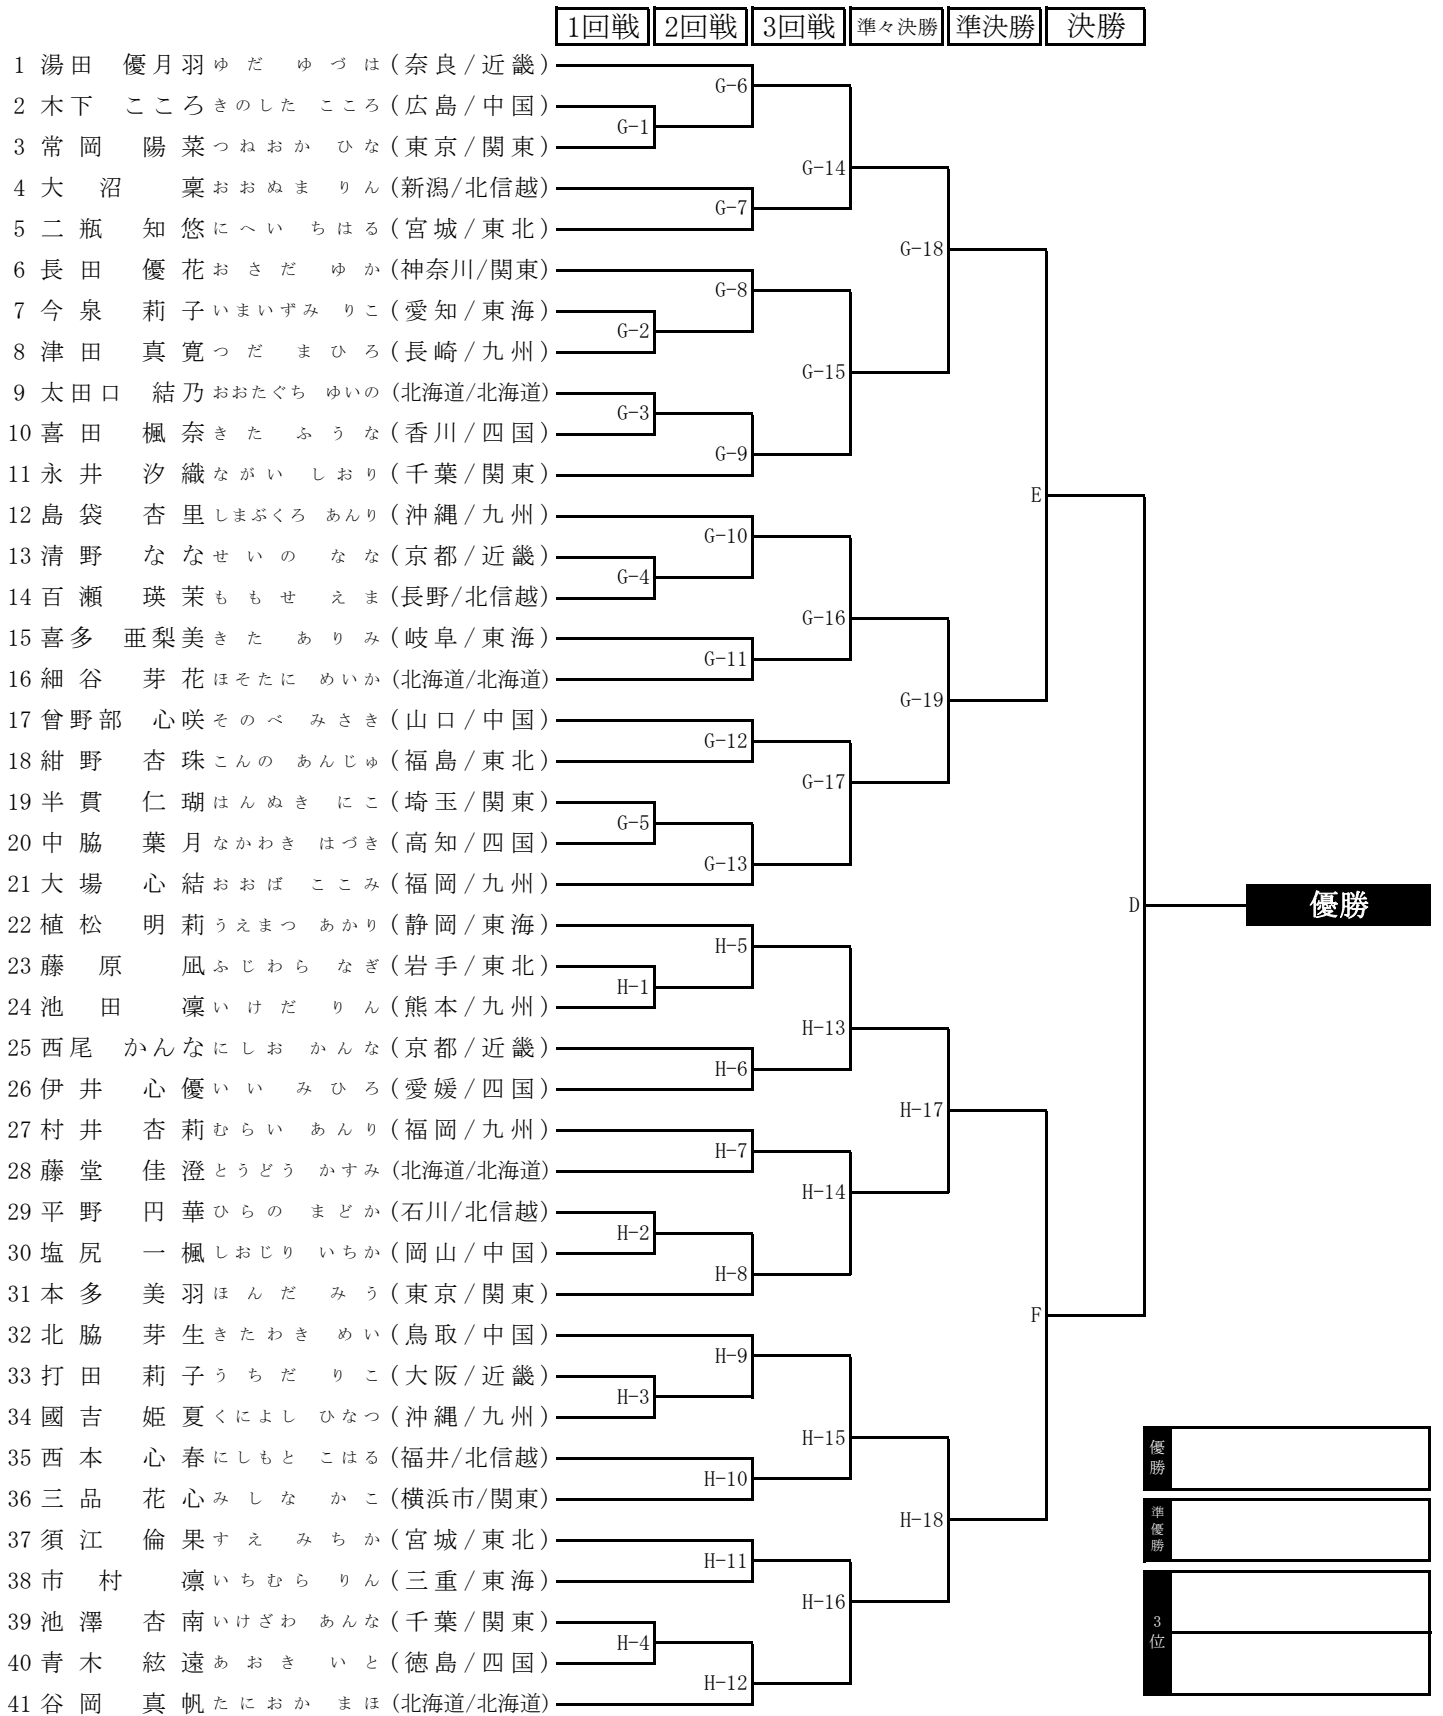 1回戦 2回戦 3回戦 準々決勝 準決勝 決勝
1 湯田 優月羽 ゆだ ゆづは (奈良/近畿)
G-6
2 木下 こころ きのした こころ (広島/中国)
G-1
3 常岡 陽菜 つねおか ひな (東京/関東)
G-14
4 大沼 稟 おおぬま りん (新潟/北信越)
G-7
5 二瓶 知悠 にへい ちはる (宮城/東北)
G-18
6 長田 優花 おさだ ゆか (神奈川/関東)
G-8
7 今泉 莉子 いまいずみ りこ (愛知/東海)
G-2
8 津田 真寛 つだ まひろ (長崎/九州)
G-15
9 太田口 結乃 おおたぐち ゆいの (北海道/北海道)
G-3
10 喜田 楓奈 きた ふうな (香川/四国)
G-9
11 永井 汐織 ながい しおり (千葉/関東)
E
12 島袋 杏里 しまぶくろ あんり (沖縄/九州)
G-10
13 清野 なな せいの なな (京都/近畿)
G-4
14 百瀬 瑛茉 ももせ えま (長野/北信越)
G-16
15 喜多 亜梨美 きた ありみ (岐阜/東海)
G-11
16 細谷 芽花 ほそたに めいか (北海道/北海道)
G-19
17 曾野部 心咲 そのべ みさき (山口/中国)
G-12
18 紺野 杏珠 こんの あんじゅ (福島/東北)
G-17
19 半貫 仁瑚 はんぬき にこ (埼玉/関東)
G-5
20 中脇 葉月 なかわき はづき (高知/四国)
G-13
21 大場 心結 おおば ここみ (福岡/九州)
D 優勝
22 植松 明莉 うえまつ あかり (静岡/東海)
H-5
23 藤原 凪 ふじわら なぎ (岩手/東北)
H-1
24 池田 凜 いけだ りん (熊本/九州)
H-13
25 西尾 かんな にしお かんな (京都/近畿)
H-6
26 伊井 心優 いい みひろ (愛媛/四国)
H-17
27 村井 杏莉 むらい あんり (福岡/九州)
H-7
28 藤堂 佳澄 とうどう かすみ (北海道/北海道)
H-14
29 平野 円華 ひらの まどか (石川/北信越)
H-2
30 塩尻 一楓 しおじり いちか (岡山/中国)
H-8
31 本多 美羽 ほんだ みう (東京/関東)
F
32 北脇 芽生 きたわき めい (鳥取/中国)
H-9
33 打田 莉子 うちだ りこ (大阪/近畿)
H-3
34 國吉 姫夏 くによし ひなつ (沖縄/九州)
H-15
35 西本 心春 にしもと こはる (福井/北信越)
H-10
36 三品 花心 みしな かこ (横浜市/関東)
H-18
37 須江 倫果 すえ みちか (宮城/東北)
H-11
38 市村 凛 いちむら りん (三重/東海)
H-16
39 池澤 杏南 いけざわ あんな (千葉/関東)
H-4
40 青木 絃遠 あおき いと (徳島/四国)
H-12
41 谷岡 真帆 たにおか まほ (北海道/北海道)
優勝
準優勝
3位